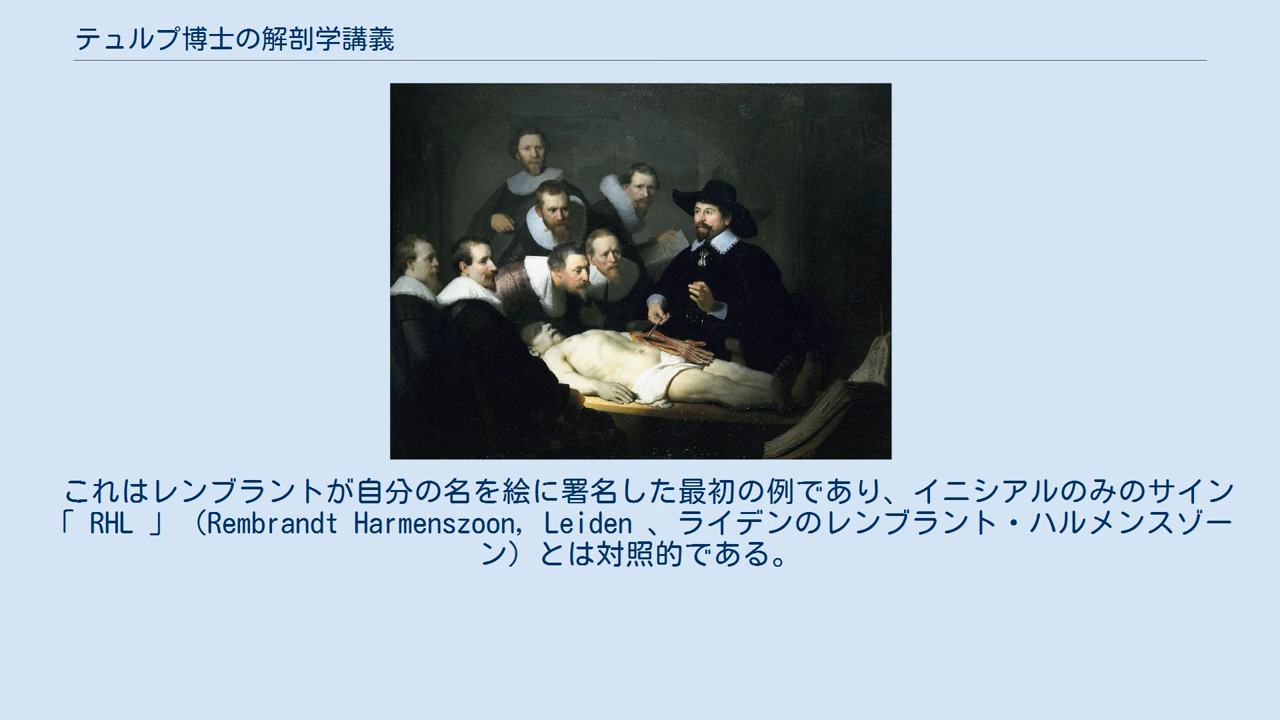 テュルプ博士の解剖学講義
これはレンブラントが自分の名を絵に署名した最初の例であり、イニシアルのみのサイン
「 RHL 」（Rembrandt Harmenszoon, Leiden 、ライデンのレンブラント・ハルメンスゾー
ン）とは対照的である。